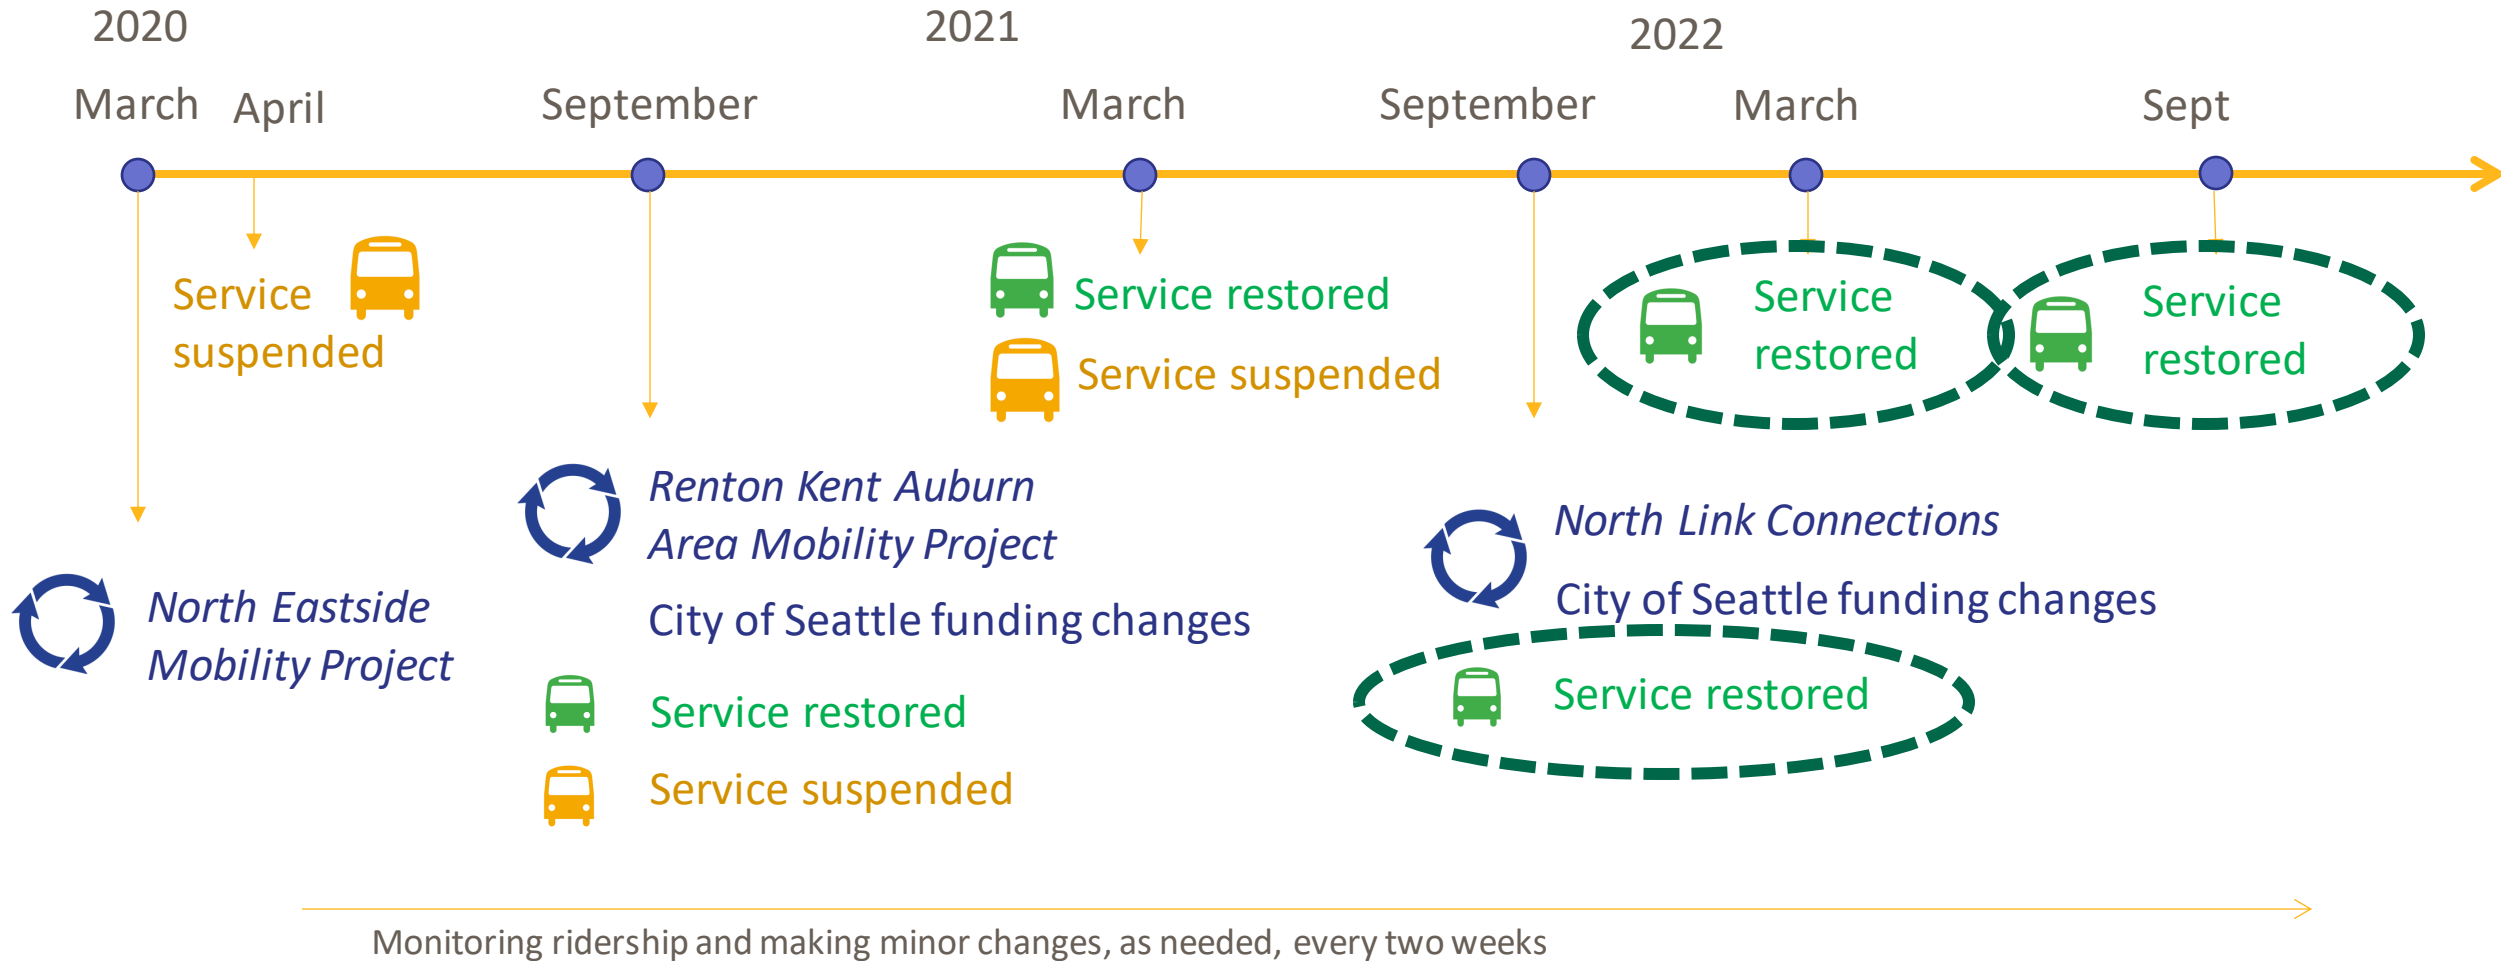 2020
2021
2022
March
April
September
March
September
March
Sept
Service
suspended
Service restored
Service suspended
Service
restored
Service
restored
North Eastside
Mobility Project
Renton Kent Auburn
Area Mobility Project
City of Seattle funding changes
Service restored
Service suspended
North Link Connections
City of Seattle funding changes
Service restored
Monitoring ridership and making minor changes, as needed, every two weeks